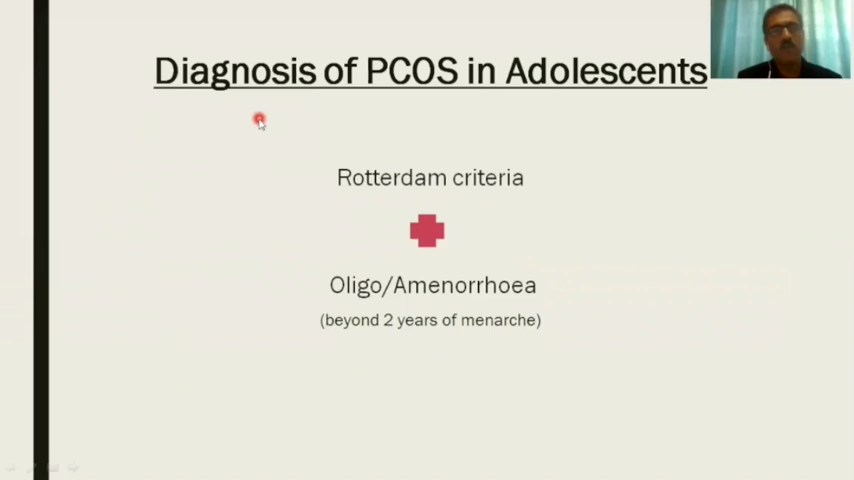 Diagnosis of PCOS in Adolescents
Rotterdam criteria
Oligo/Amenorrhoea
(beyond 2 years of menarche)